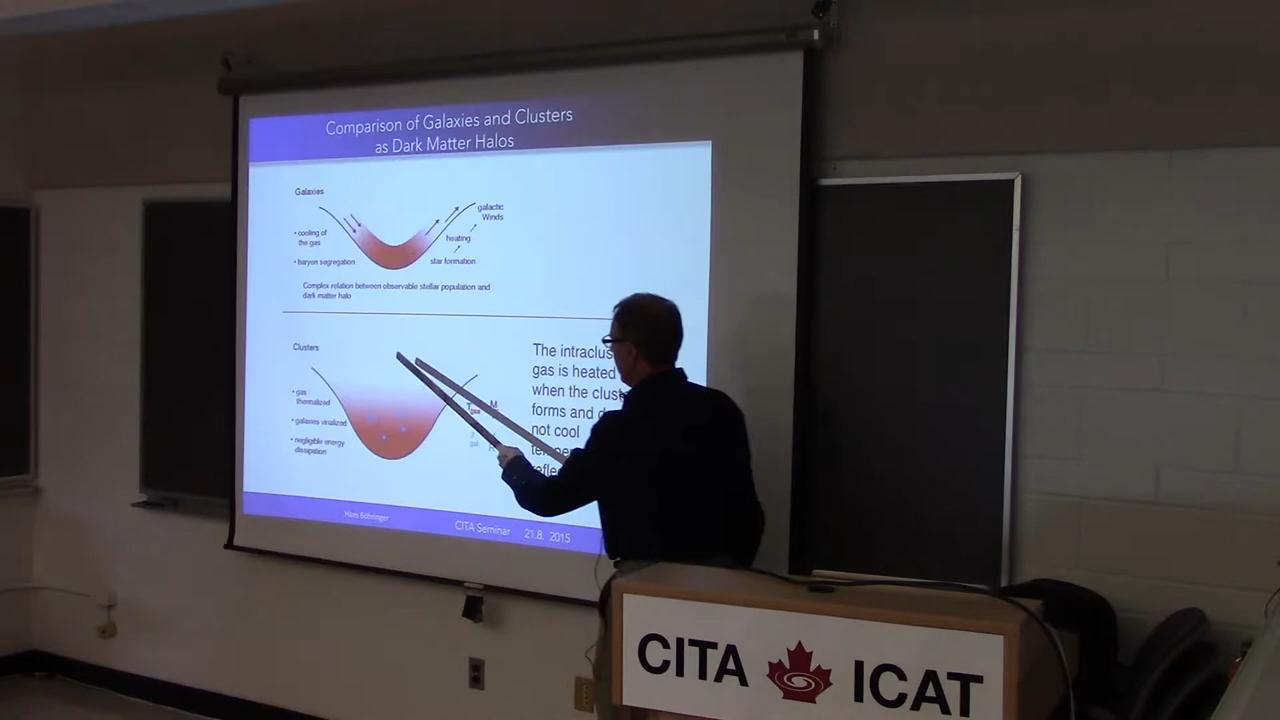 Comparison of Galaxies and Clusters
as Dark Matter Halos
Galaxies
galactic
Winds
• cooling of
the gas
heating
• baryon segregation
star formation
Complex relation between observable stellar population and
dark matter halo
Clusters
• gas
thermalized
• galaxies virialized
• negligible energy
dissipation
T gas
M
The
gas is heated
when the
forms and
not cool
Hans Böhringer
CITA Seminar 21.8. 2015
CITA ICAT